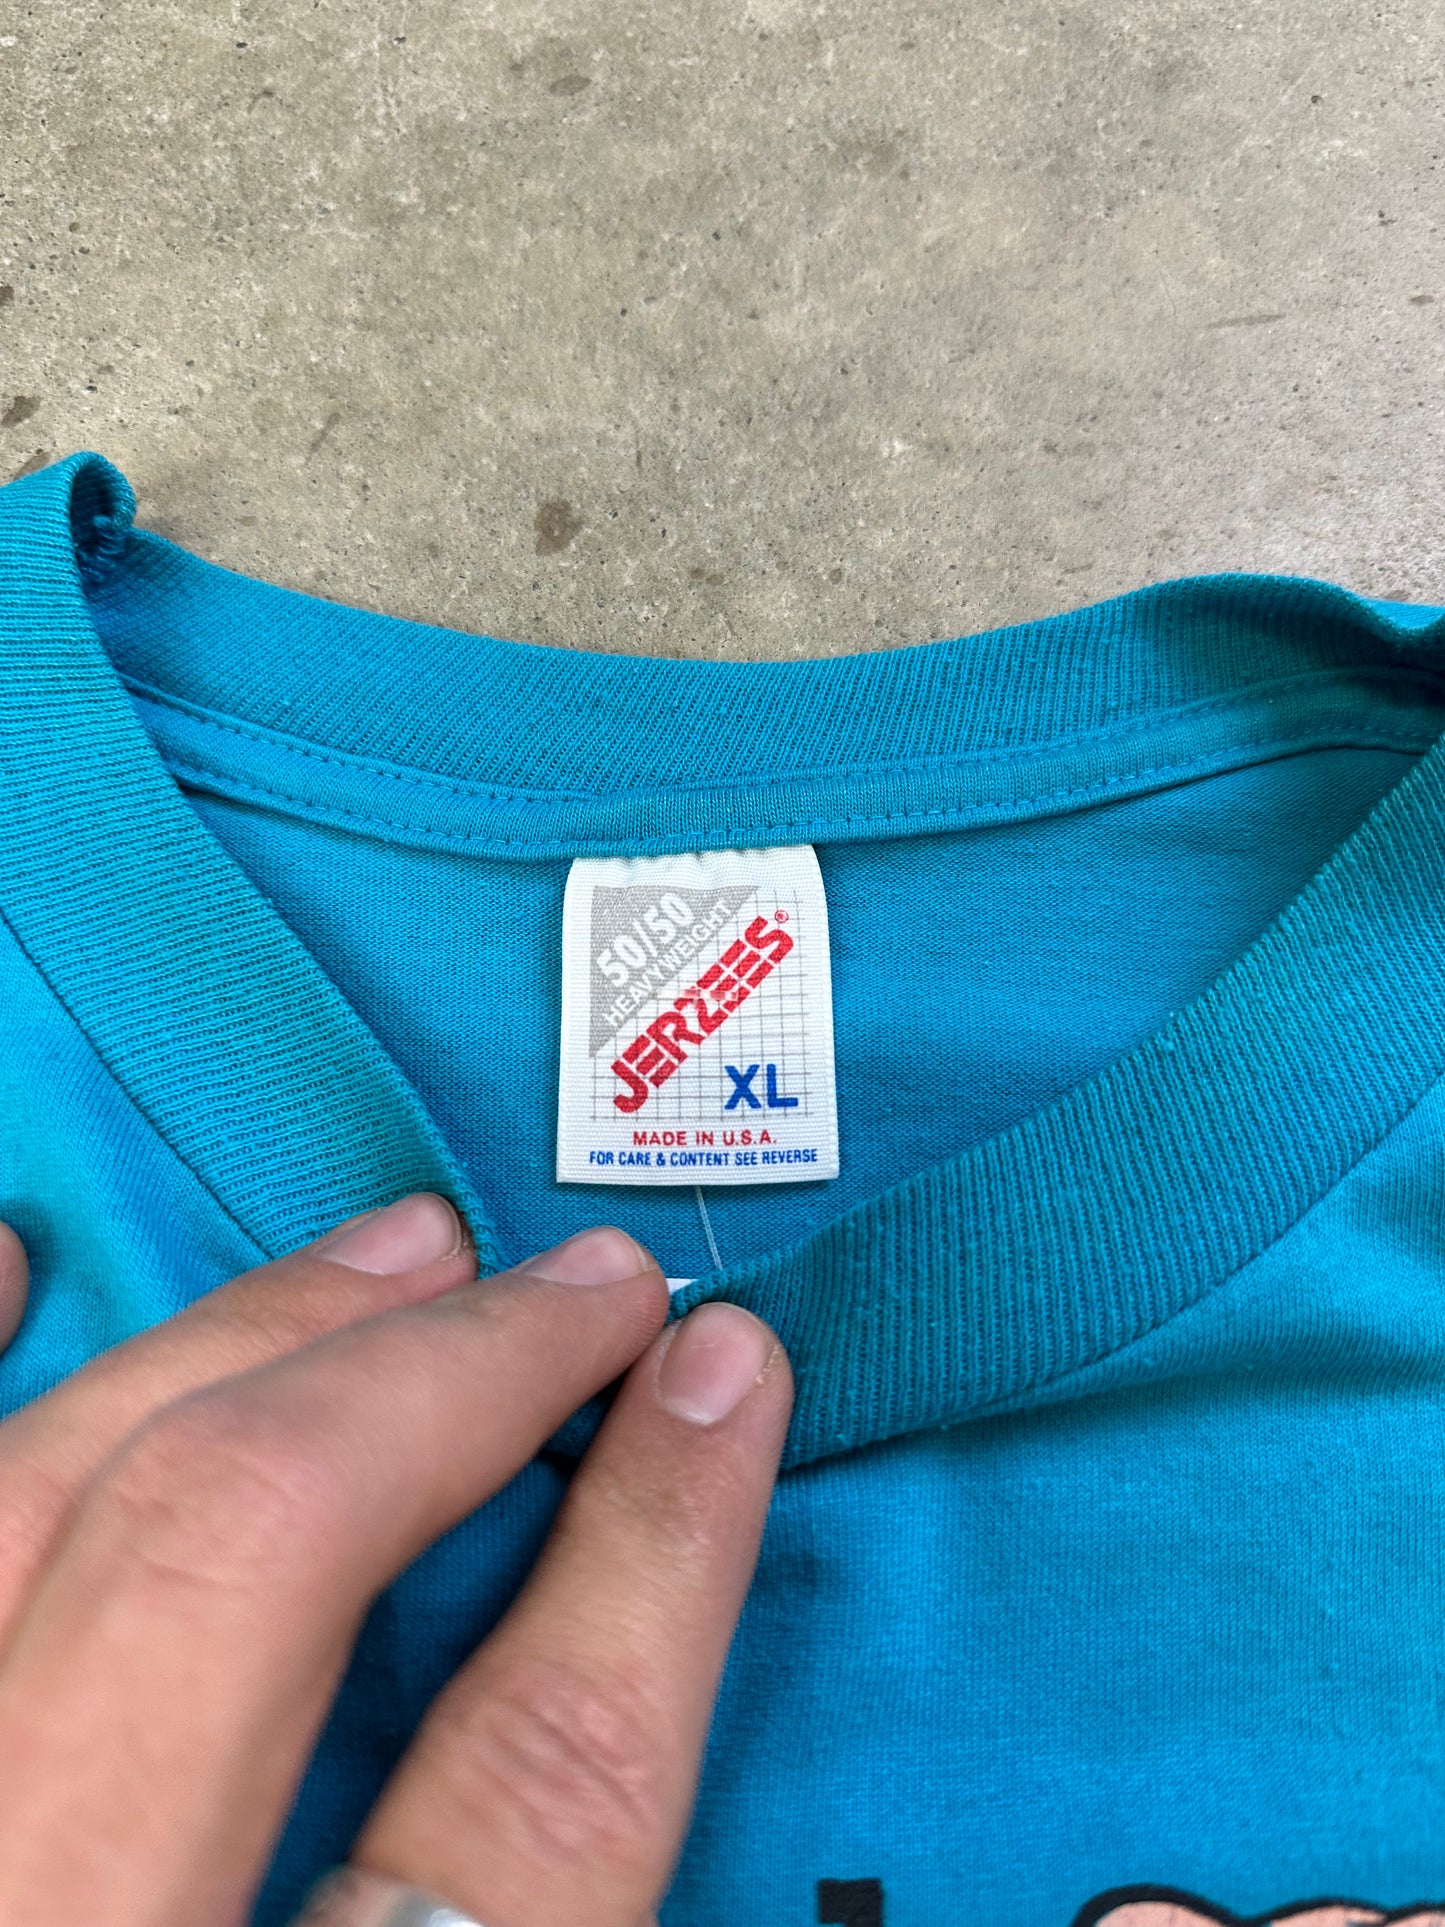 50/50
HEAVYWEIGHT
JERZEES®
XL
MADE IN U.S.A.
FOR CARE & CONTENT SEE REVERSE